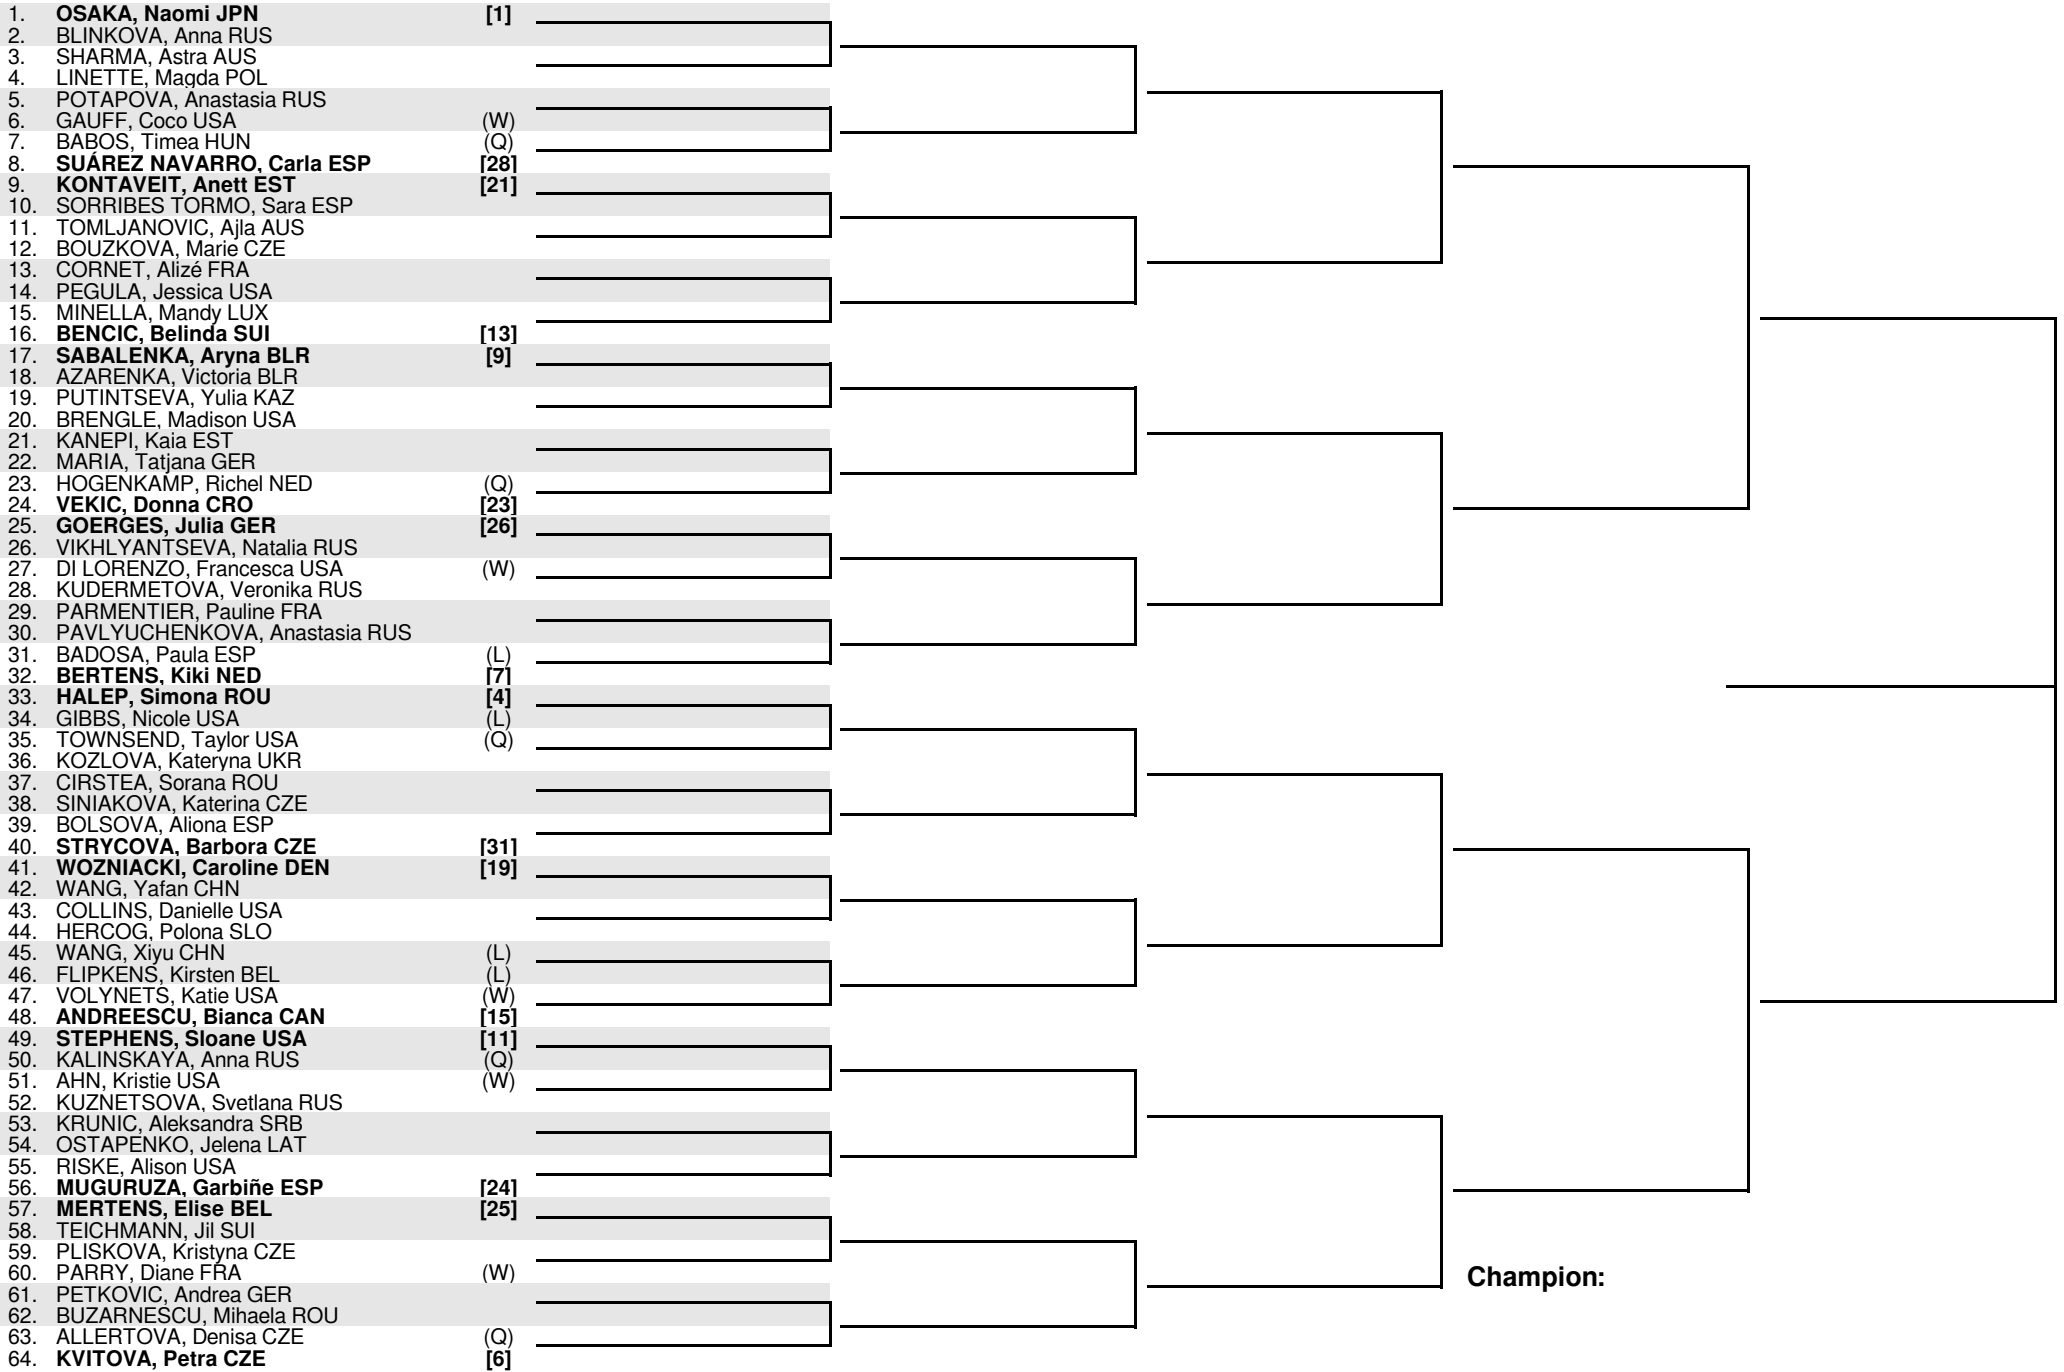 1. OSAKA, Naomi JPN [1]
2. BLINKOVA, Anna RUS
3. SHARMA, Astra AUS
4. LINETTE, Magda POL
5. POTAPOVA, Anastasia RUS
6. GAUFF, Coco USA (W)
7. BABOS, Timea HUN (Q)
8. SUÁREZ NAVARRO, Carla ESP [28]
9. KONTAVEIT, Anett EST [21]
10. SORRIBES TORMO, Sara ESP
11. TOMLJANOVIC, Ajla AUS
12. BOUZKOVA, Marie CZE
13. CORNET, Alizé FRA
14. PEGULA, Jessica USA
15. MINELLA, Mandy LUX
16. BENCIC, Belinda SUI [13]
17. SABALENKA, Aryna BLR [9]
18. AZARENKA, Victoria BLR
19. PUTINTSEVA, Yulia KAZ
20. BRENGLE, Madison USA
21. KANEPI, Kaia EST
22. MARIA, Tatjana GER
23. HOGENKAMP, Richel NED (Q)
24. VEKIC, Donna CRO [23]
25. GOERGES, Julia GER [26]
26. VIKHLYANTSEVA, Natalia RUS
27. DI LORENZO, Francesca USA (W)
28. KUDERMETOVA, Veronika RUS
29. PARMENTIER, Pauline FRA
30. PAVLYUCHENKOVA, Anastasia RUS
31. BADOSA, Paula ESP (L)
32. BERTENS, Kiki NED [7]
33. HALEP, Simona ROU [4]
34. GIBBS, Nicole USA (L)
35. TOWNSEND, Taylor USA (Q)
36. KOZLOVA, Kateryna UKR
37. CIRSTEA, Sorana ROU
38. SINIAKOVA, Katerina CZE
39. BOLSOVA, Aliona ESP
40. STRYCOVA, Barbora CZE [31]
41. WOZNIACKI, Caroline DEN [19]
42. WANG, Yafan CHN
43. COLLINS, Danielle USA
44. HERCOG, Polona SLO
45. WANG, Xiyu CHN (L)
46. FLIPKENS, Kirsten BEL (L)
47. VOLYNETS, Katie USA (W)
48. ANDREESCU, Bianca CAN [15]
49. STEPHENS, Sloane USA [11]
50. KALINSKAYA, Anna RUS (Q)
51. AHN, Kristie USA (W)
52. KUZNETSOVA, Svetlana RUS
53. KRUNIC, Aleksandra SRB
54. OSTAPENKO, Jelena LAT
55. RISKE, Alison USA
56. MUGURUZA, Garbiñe ESP [24]
57. MERTENS, Elise BEL [25]
58. TEICHMANN, Jil SUI
59. PLISKOVA, Kristyna CZE
60. PARRY, Diane FRA (W)
61. PETKOVIC, Andrea GER
62. BUZARNESCU, Mihaela ROU
63. ALLERTOVA, Denisa CZE (Q)
64. KVITOVA, Petra CZE [6]
Champion: